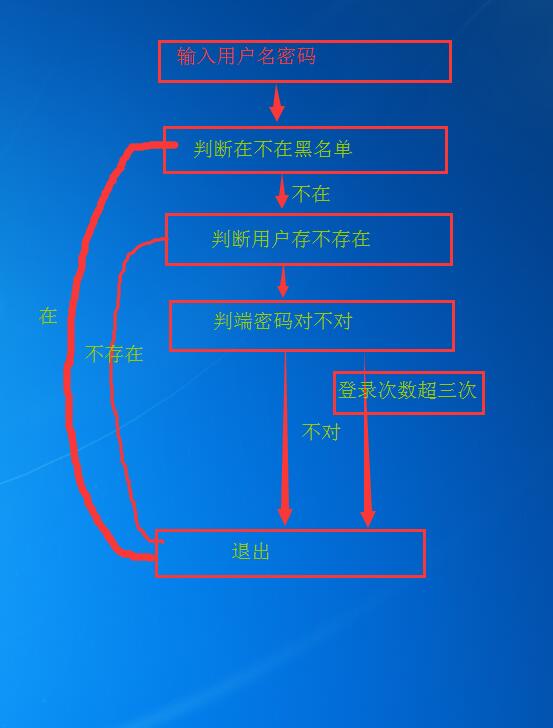 输入用户名密码
判断在不在黑名单
不在
判断用户存不存在
在
判端密码对不对
不存在
登录次数超三次
不对
退出